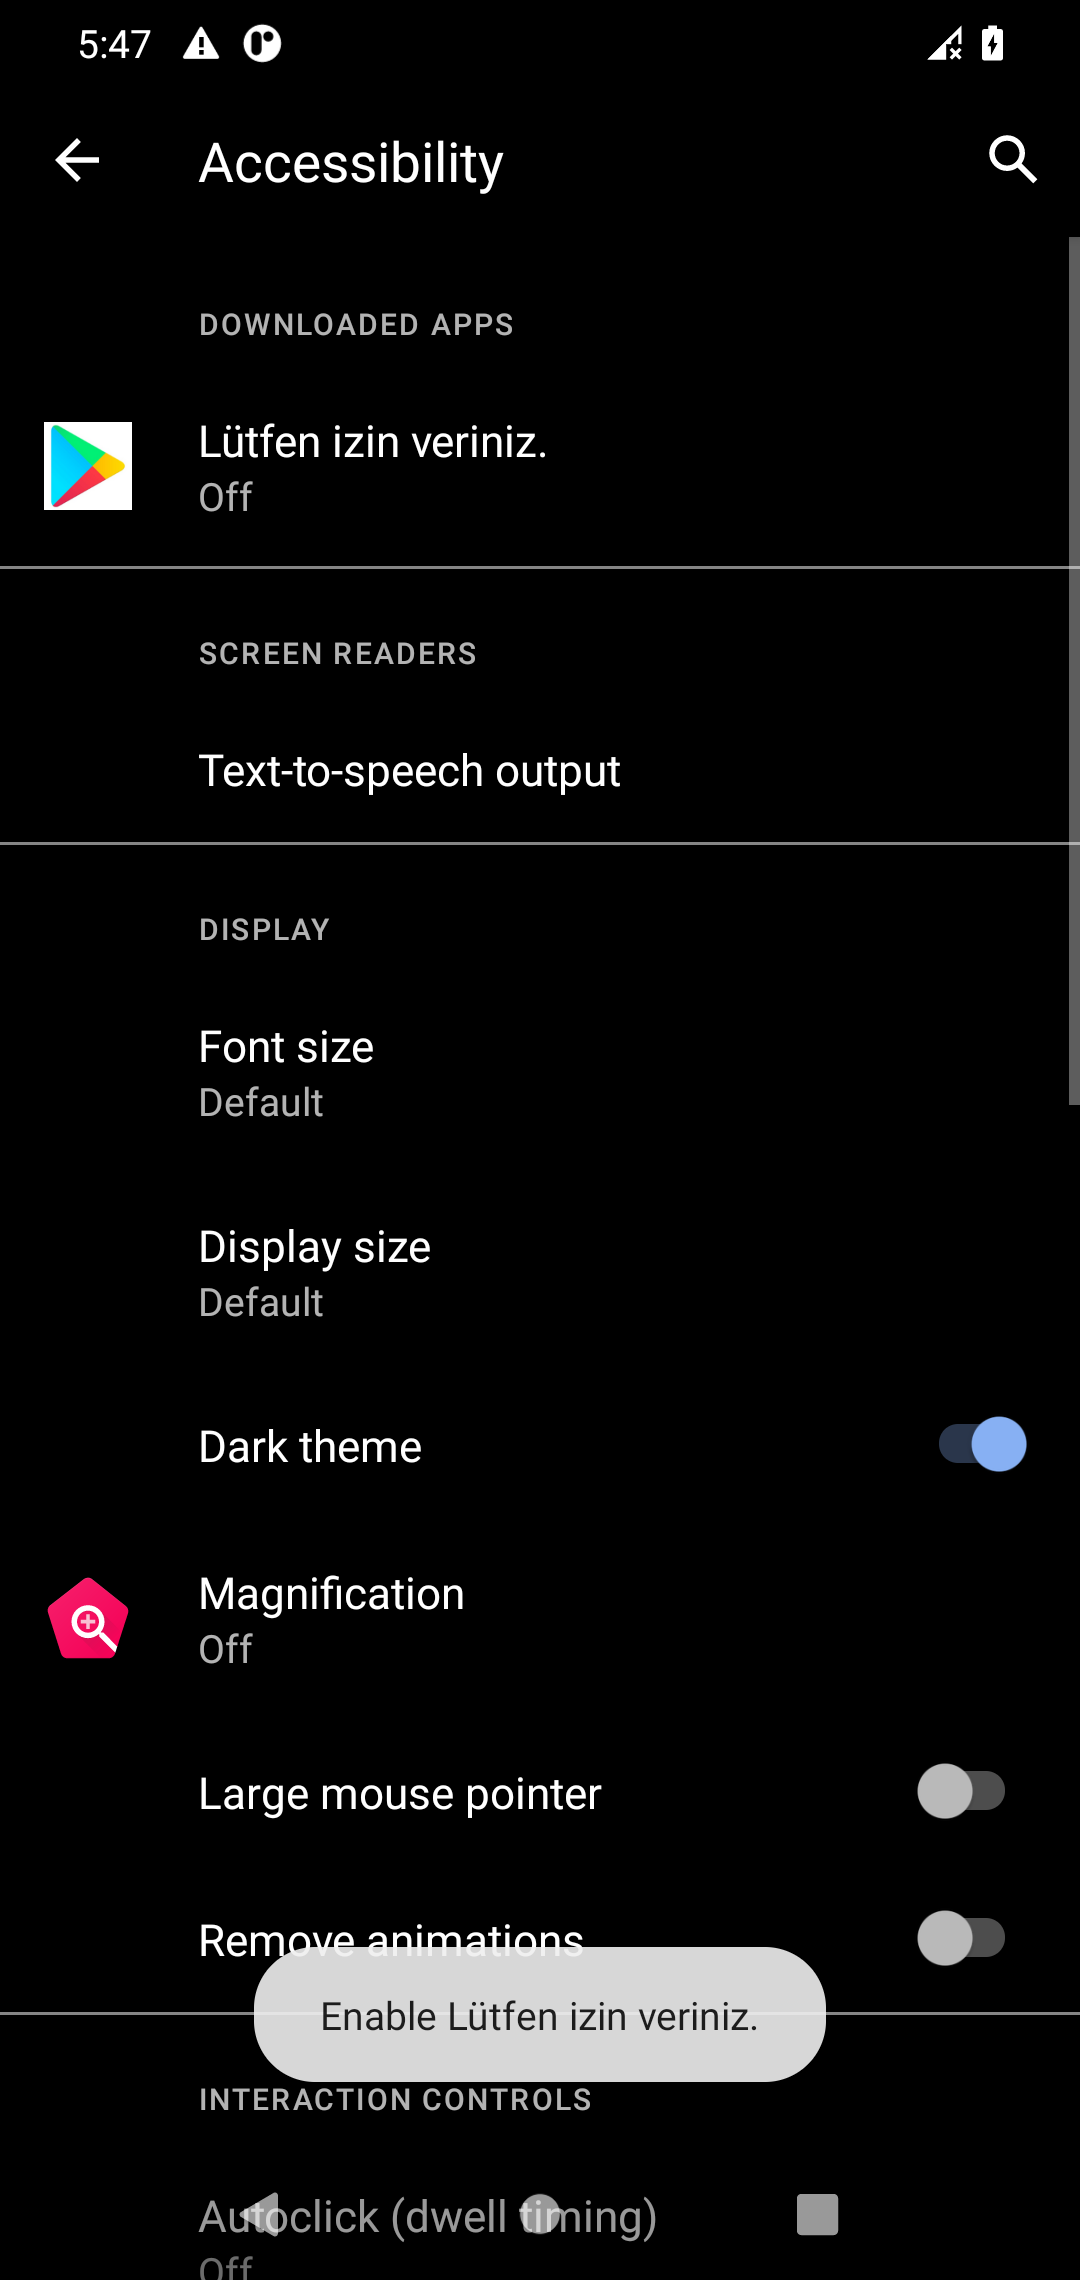 5:47
Accessibility
DOWNLOADED APPS
Lütfen izin veriniz.
Off
SCREEN READERS
Text-to-speech output
DISPLAY
Font size
Default
Display size
Default
Dark theme
Magnification
Off
Large mouse pointer
Remove animations
Enable Lütfen izin veriniz.
INTERACTION CONTROLS
Autoclick (dwell timing)
Off